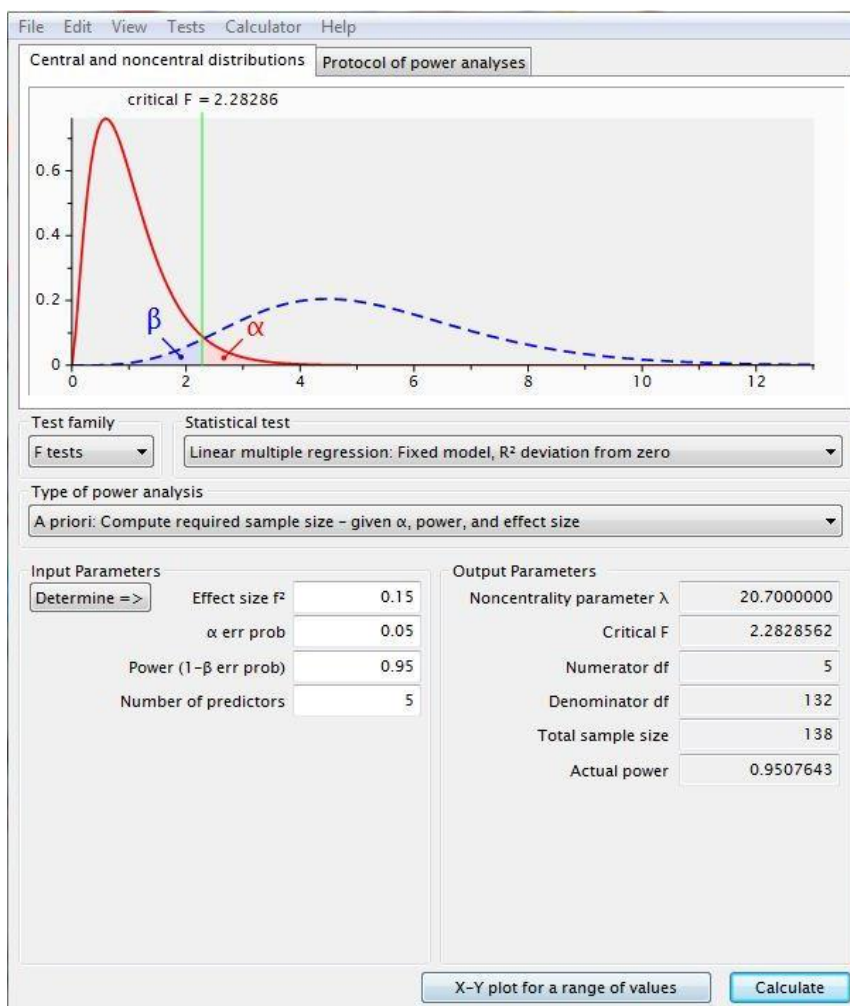 File Edit View Tests Calculator Help
Central and noncentral distributions Protocol of power analyses
critical F = 2.28286
0.6
0.4
0.2
0
β α
0 2 4 6 8 10 12
Test family Statistical test
F tests Linear multiple regression: Fixed model, R² deviation from zero
Type of power analysis
A priori: Compute required sample size – given α, power, and effect size
Input Parameters Output Parameters
Determine => Effect size f² 0.15 Noncentrality parameter λ 20.7000000
α err prob 0.05 Critical F 2.2828562
Power (1-β err prob) 0.95 Numerator df 5
Number of predictors 5 Denominator df 132
Total sample size 138
Actual power 0.9507643
X-Y plot for a range of values Calculate